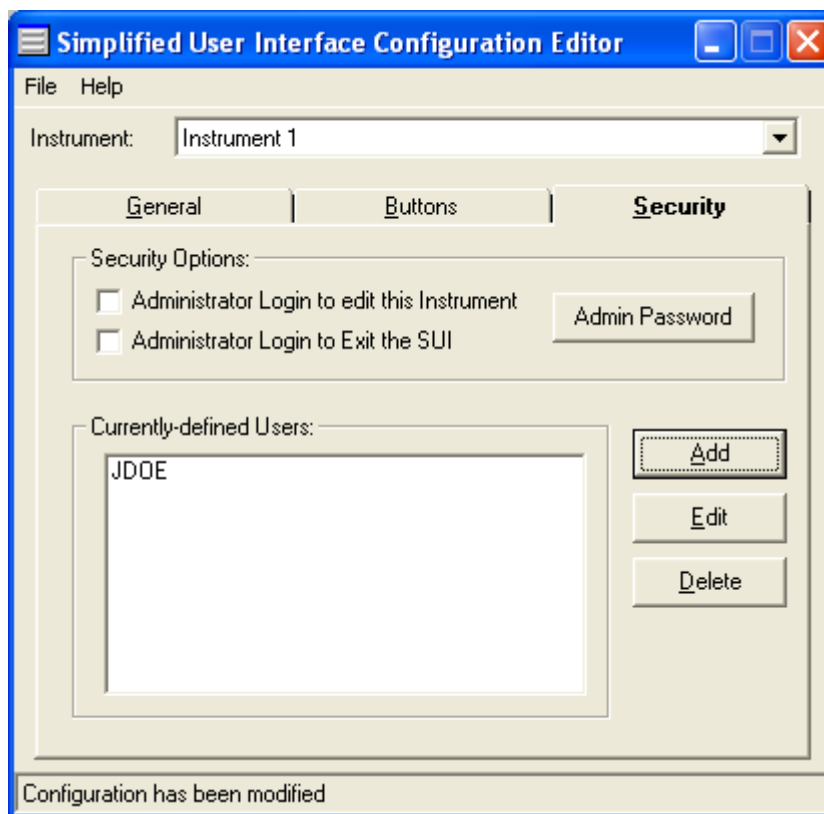 Simplified User Interface Configuration Editor
File Help
Instrument: Instrument 1
General Buttons Security
Security Options:
Administrator Login to edit this Instrument
Admin Password
Administrator Login to Exit the SUI
Currently-defined Users:
JDOE
Add
Edit
Delete
Configuration has been modified